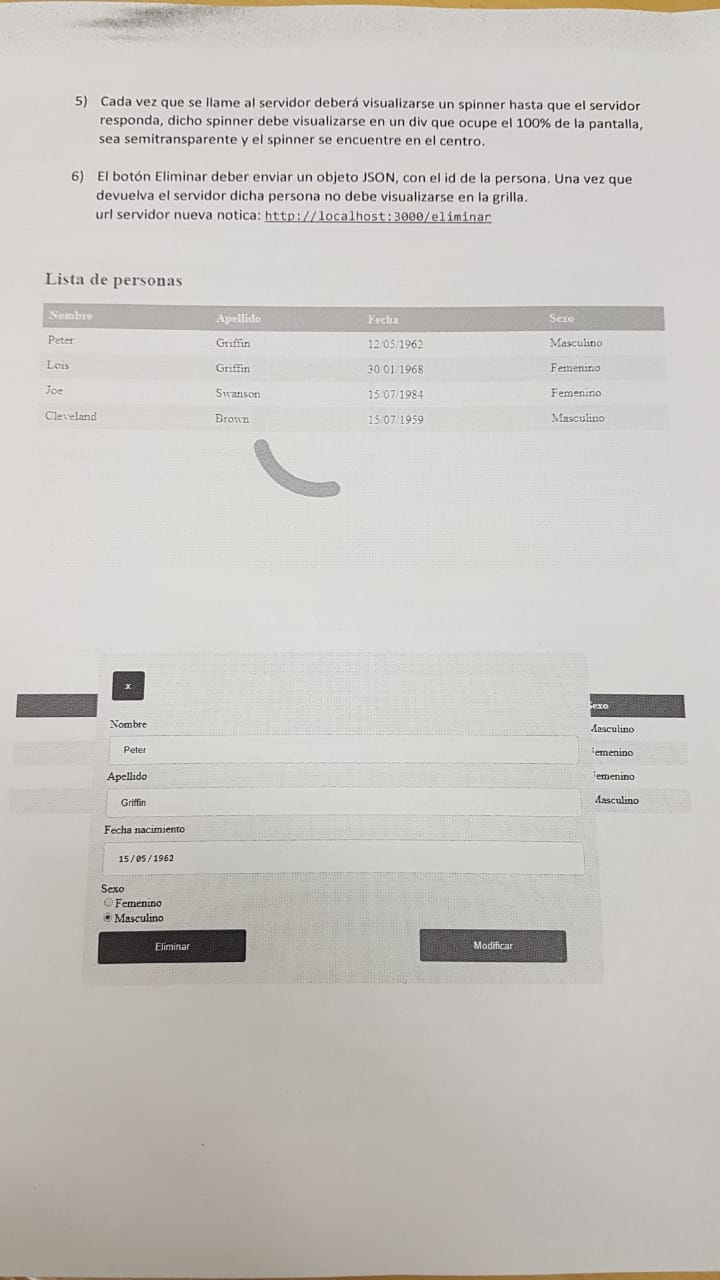 5) Cada vez que se llame al servidor deberá visualizarse un spinner hasta que el servidor
responda, dicho spinner debe visualizarse en un div que ocupe el 100% de la pantalla,
sea semitransparente y el spinner se encuentre en el centro.
6) El botón Eliminar deber enviar un objeto JSON, con el id de la persona. Una vez que
devuelva el servidor dicha persona no debe visualizarse en la grilla.
url servidor nueva notica: http://localhost:3000/eliminar
Lista de personas
Nombre Apellido Fecha Sexo
Peter Griffin 12/05/1962 Masculino
Lois Griffin 30/01/1968 Femenino
Joe Swanson 15/07/1984 Femenino
Cleveland Brown 15/07/1959 Masculino
x
Sexo
Nombre
Masculino
Peter
Femenino
Apellido
Femenino
Griffin
Masculino
Fecha nacimiento
15/05/1962
Sexo
Femenino
Masculino
Eliminar Modificar